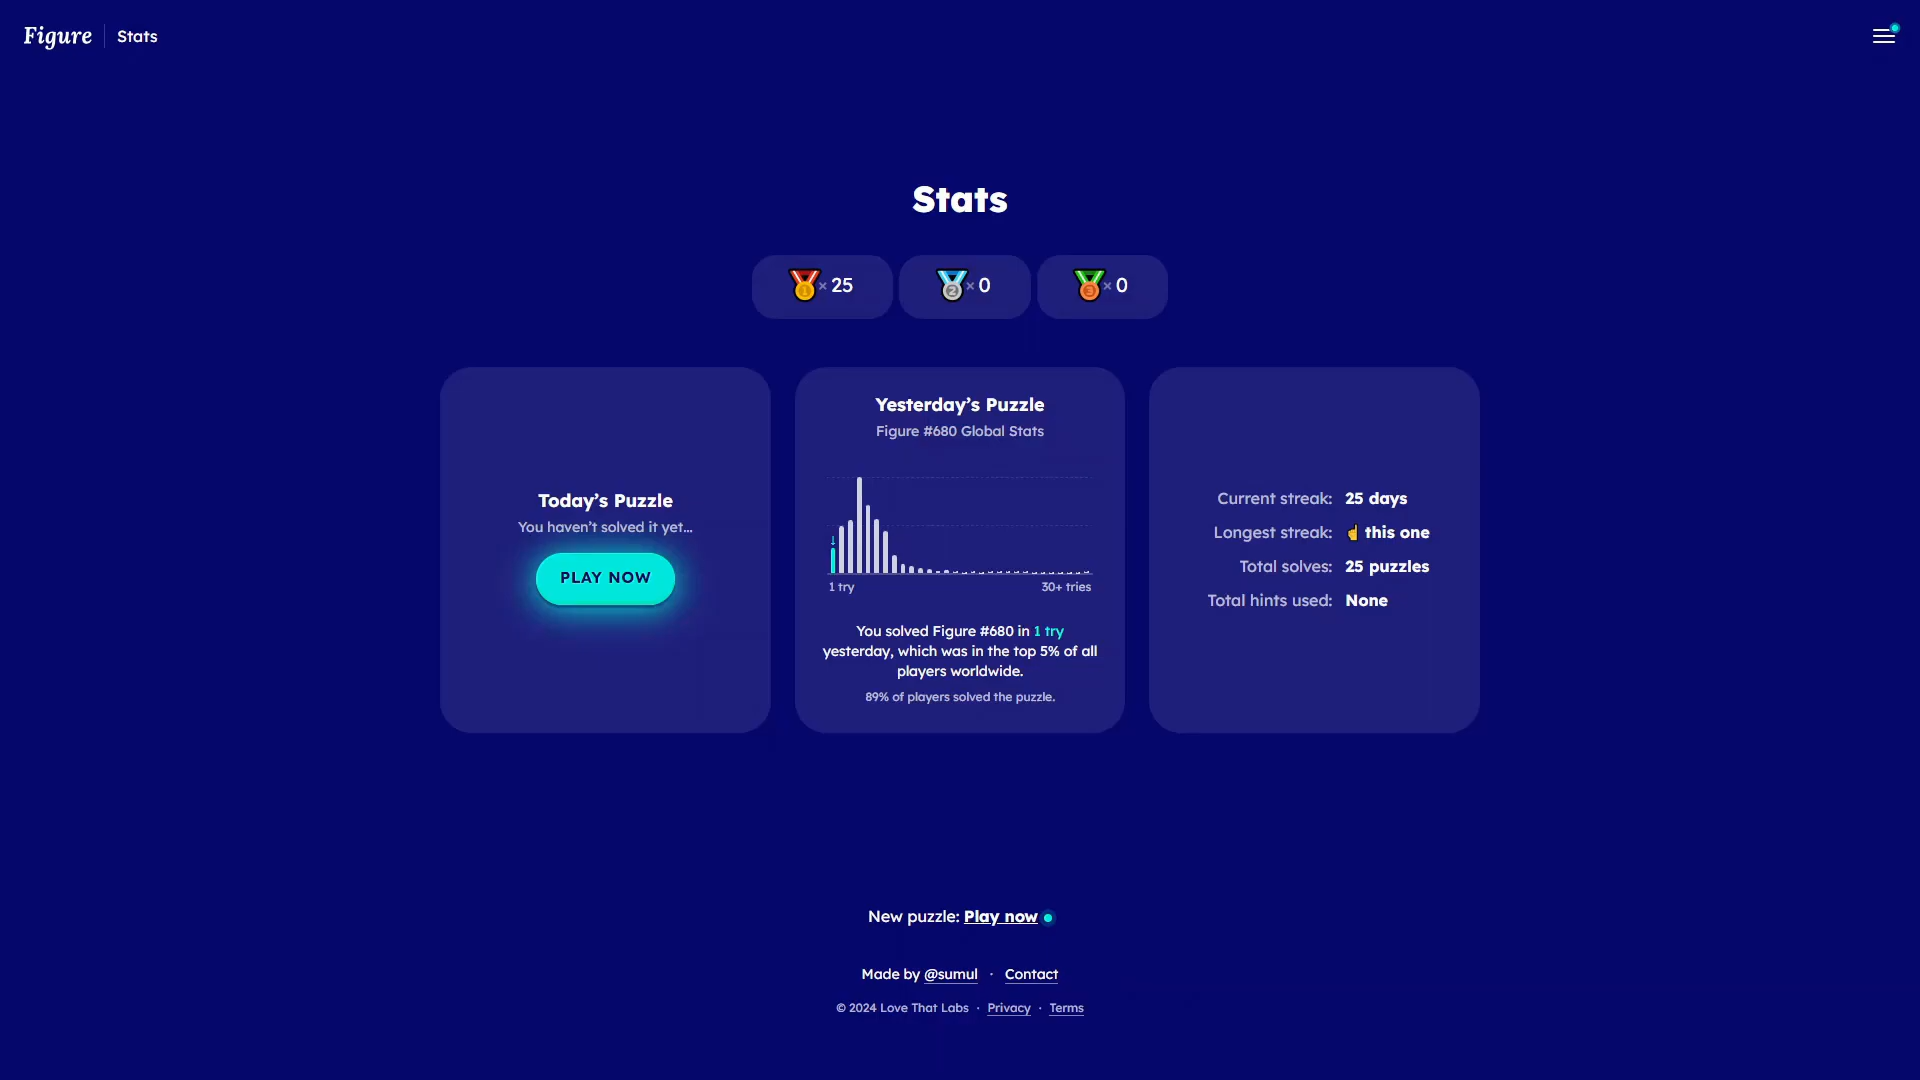 Figure
Stats
Stats
× 25
× 0
× 0
Today’s Puzzle
You haven’t solved it yet...
PLAY NOW
Yesterday’s Puzzle
Figure #680 Global Stats
↓
1 try
30+ tries
You solved Figure #680 in 1 try
yesterday, which was in the top 5% of all
players worldwide.
89% of players solved the puzzle.
Current streak: 25 days
Longest streak: ☝️ this one
Total solves: 25 puzzles
Total hints used: None
New puzzle: Play now
Made by @sumul · Contact
© 2024 Love That Labs · Privacy · Terms